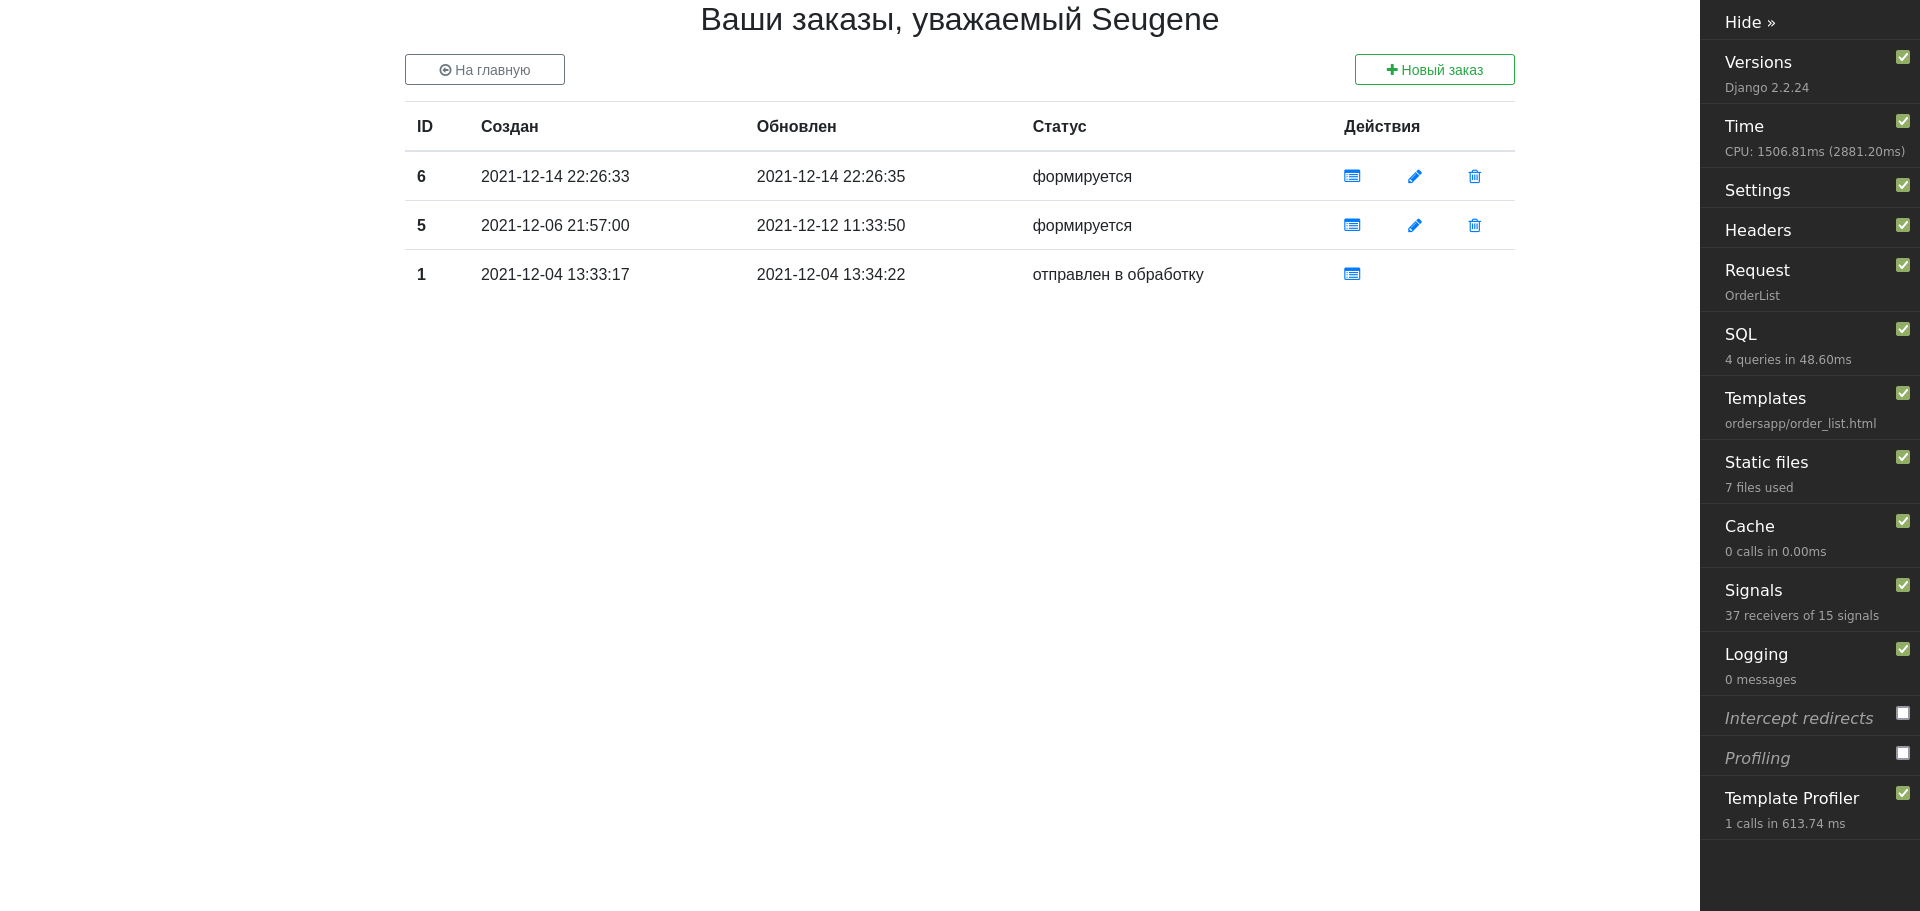 Ваши заказы, уважаемый Seugene
На главную
Новый заказ
ID Создан Обновлен Статус Действия
6 2021-12-14 22:26:33 2021-12-14 22:26:35 формируется
5 2021-12-06 21:57:00 2021-12-12 11:33:50 формируется
1 2021-12-04 13:33:17 2021-12-04 13:34:22 отправлен в обработку
Hide »
Versions
Django 2.2.24
Time
CPU: 1506.81ms (2881.20ms)
Settings
Headers
Request
OrderList
SQL
4 queries in 48.60ms
Templates
ordersapp/order_list.html
Static files
7 files used
Cache
0 calls in 0.00ms
Signals
37 receivers of 15 signals
Logging
0 messages
Intercept redirects
Profiling
Template Profiler
1 calls in 613.74 ms